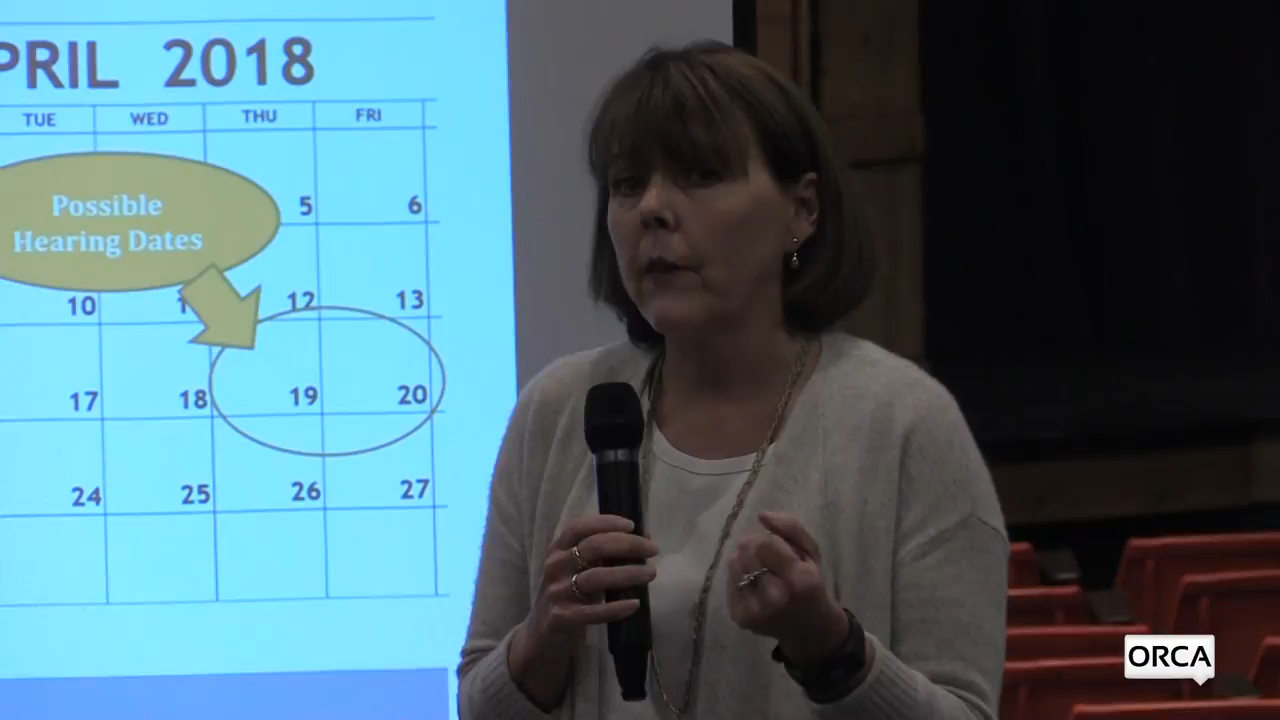 PRIL 2018
TUE WED THU FRI
Possible
Hearing Dates
5 6
10 12 13
17 18 19 20
24 25 26 27
ORCA